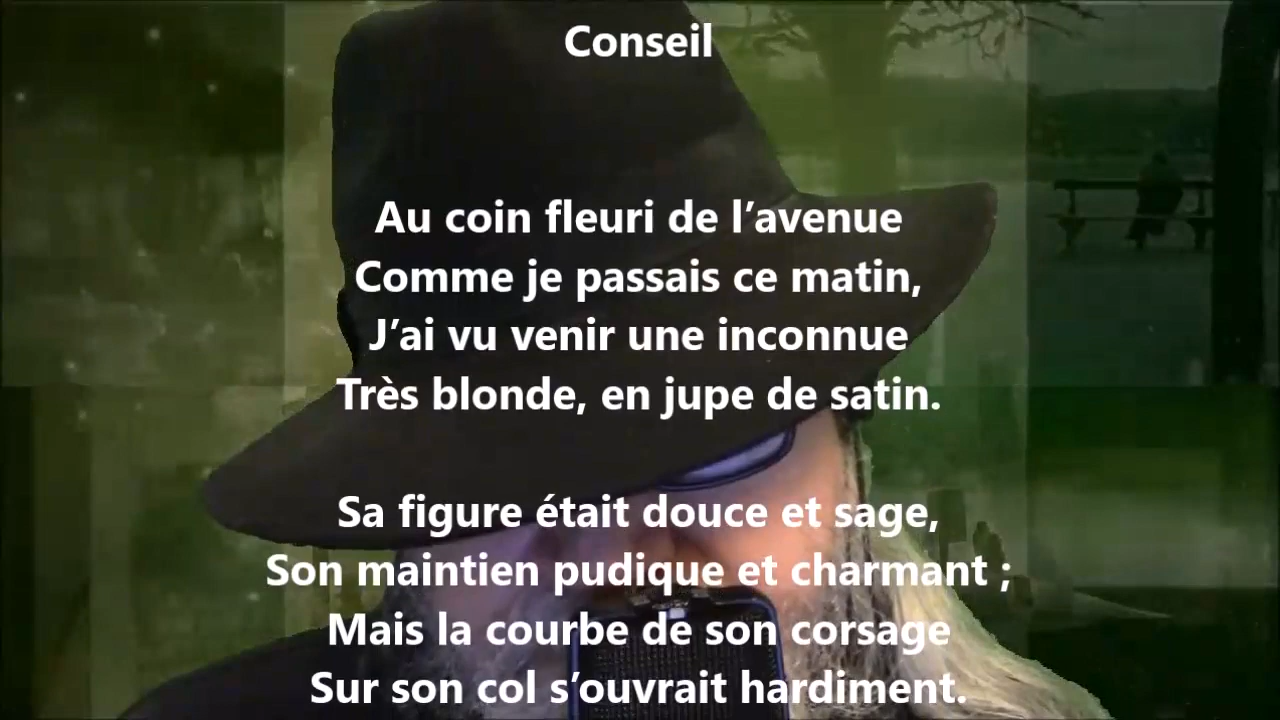 Conseil
Au coin fleuri de l’avenue
Comme je passais ce matin,
J’ai vu venir une inconnue
Très blonde, en jupe de satin.
Sa figure était douce et sage,
Son maintien pudique et charmant ;
Mais la courbe de son corsage
Sur son col s’ouvrait hardiment.